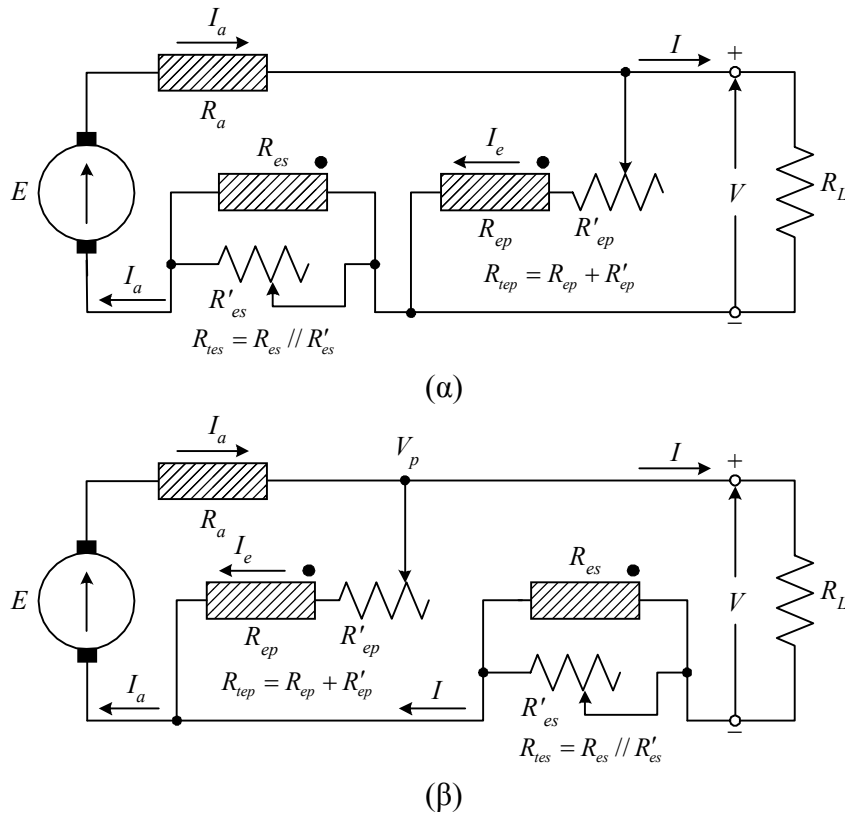 I_a
I
+
R_a
R_es
I_e
E
V
R_L
R_ep
R'_ep
I_a
R'_es
R_tep = R_ep + R'_ep
R_tes = R_es // R'_es
−
(α)
I_a
V_p
I
+
R_a
I_e
R_es
E
V
R_L
R_ep
R'_ep
I_a
R_tep = R_ep + R'_ep
I
R'_es
R_tes = R_es // R'_es
−
(β)